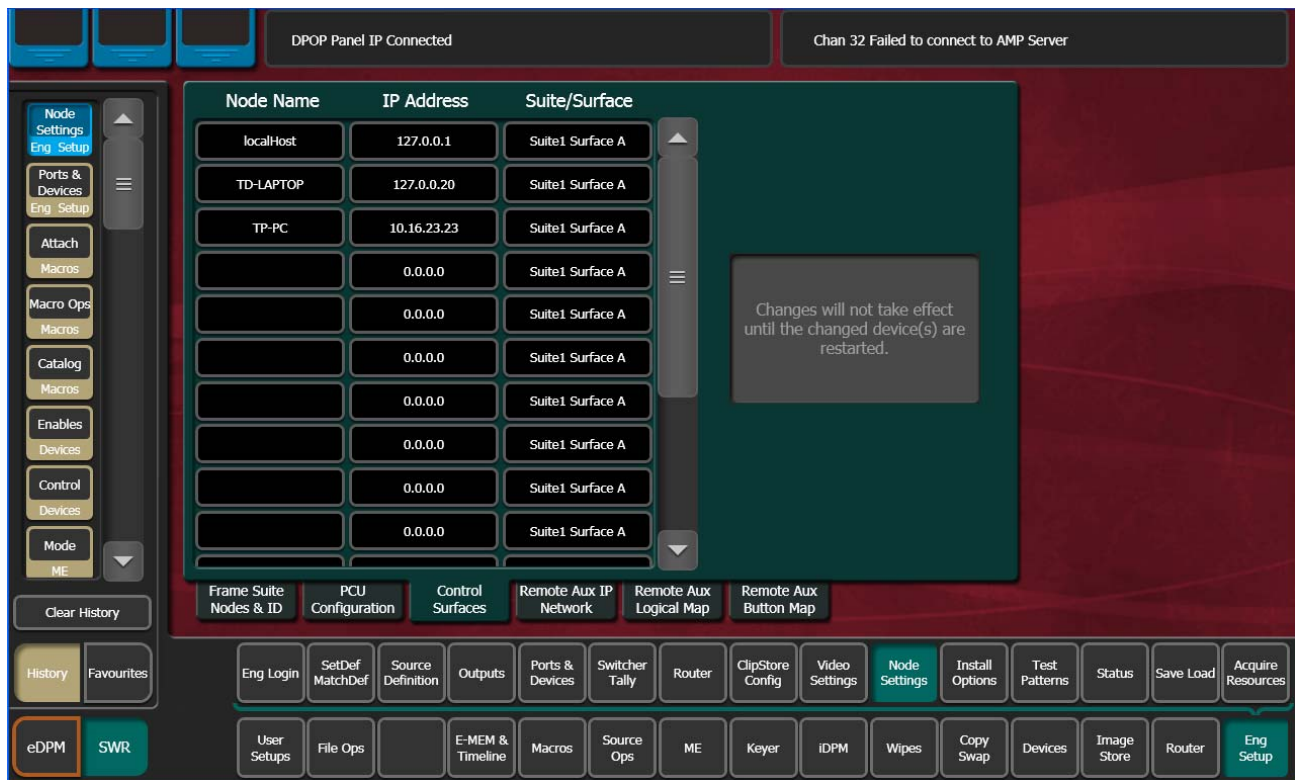 DPOP Panel IP Connected
Chan 32 Failed to connect to AMP Server
Node
Settings
Eng Setup
Ports &
Devices
Eng Setup
Attach
Macros
Macro Ops
Macros
Catalog
Macros
Enables
Devices
Control
Devices
Mode
ME
Clear History
History
Favourites
eDPM
SWR
Node Name IP Address Suite/Surface
localHost 127.0.0.1 Suite1 Surface A
TD-LAPTOP 127.0.0.20 Suite1 Surface A
TP-PC 10.16.23.23 Suite1 Surface A
0.0.0.0 Suite1 Surface A
0.0.0.0 Suite1 Surface A
0.0.0.0 Suite1 Surface A
0.0.0.0 Suite1 Surface A
0.0.0.0 Suite1 Surface A
0.0.0.0 Suite1 Surface A
0.0.0.0 Suite1 Surface A
Changes will not take effect
until the changed device(s) are
restarted.
Frame Suite
Nodes & ID
PCU
Configuration
Control
Surfaces
Remote Aux IP
Network
Remote Aux
Logical Map
Remote Aux
Button Map
Eng Login
SetDef
MatchDef
Source
Definition
Outputs
Ports &
Devices
Switcher
Tally
Router
ClipStore
Config
Video
Settings
Node
Settings
Install
Options
Test
Patterns
Status
Save Load
Acquire
Resources
User
Setups
File Ops
E-MEM &
Timeline
Macros
Source
Ops
ME
Keyer
iDPM
Wipes
Copy
Swap
Devices
Image
Store
Router
Eng
Setup